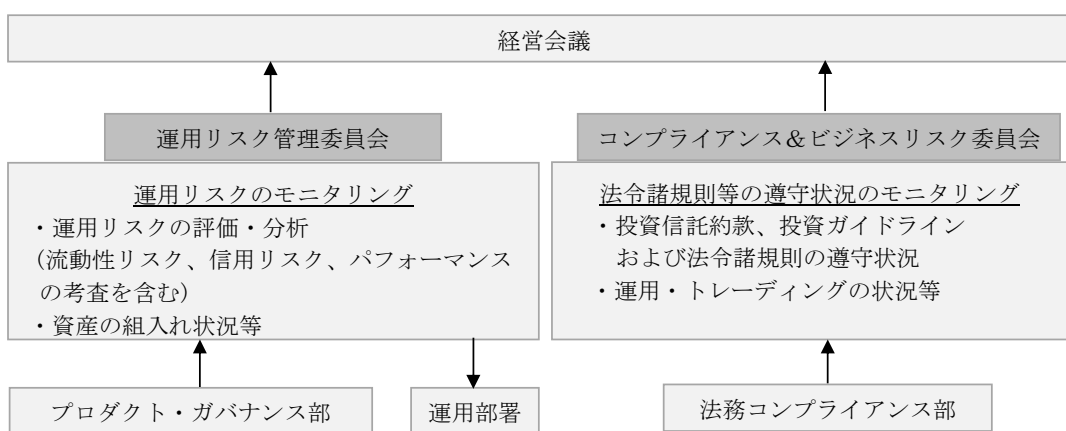 経営会議
運用リスク管理委員会
運用リスクのモニタリング
・運用リスクの評価・分析
(流動性リスク、信用リスク、パフォーマンス
の考査を含む)
・資産の組入れ状況等
コンプライアンス＆ビジネスリスク委員会
法令諸規則等の遵守状況のモニタリング
・投資信託約款、投資ガイドライン
および法令諸規則の遵守状況
・運用・トレーディングの状況等
プロダクト・ガバナンス部
運用部署
法務コンプライアンス部